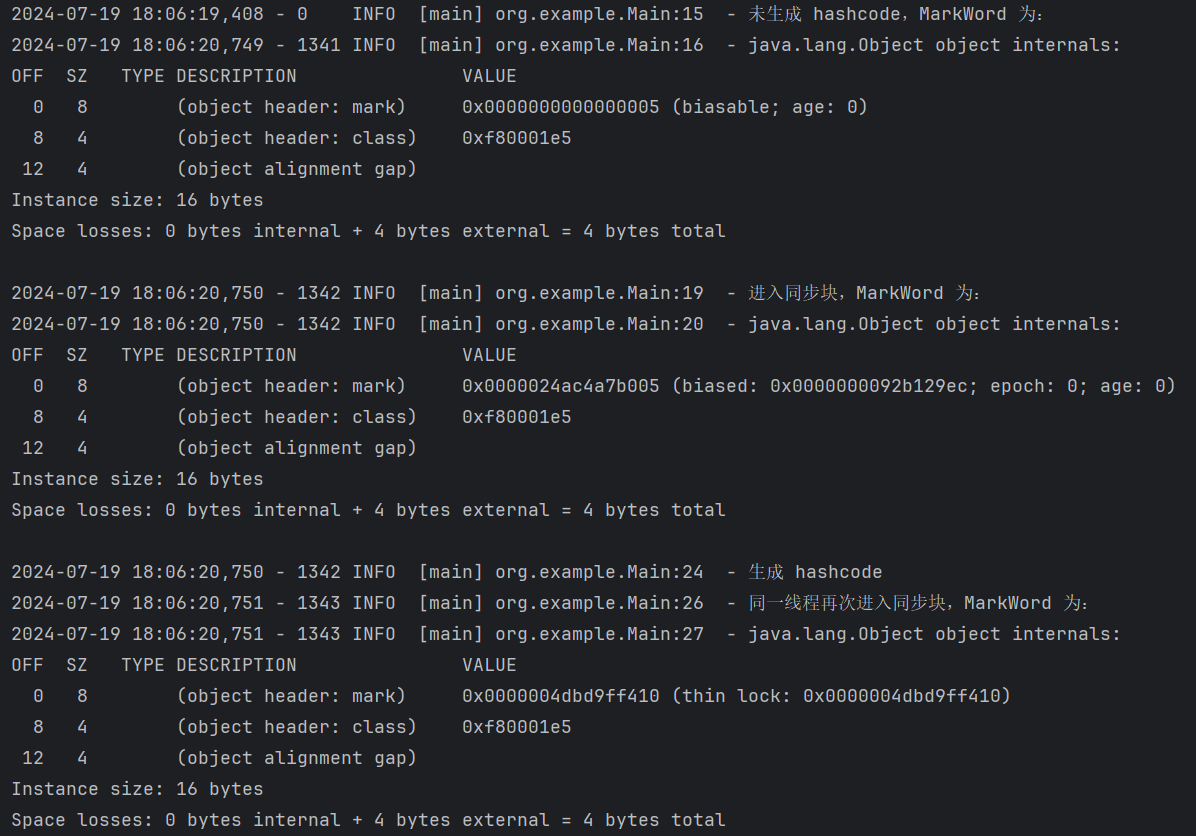 2024-07-19 18:06:19,408 - 0    INFO  [main] org.example.Main:15  - 未生成 hashcode，MarkWord 为：
2024-07-19 18:06:20,749 - 1341 INFO  [main] org.example.Main:16  - java.lang.Object object internals:
OFF  SZ   TYPE DESCRIPTION               VALUE
  0   8        (object header: mark)     0x0000000000000005 (biasable; age: 0)
  8   4        (object header: class)    0xf80001e5
 12   4        (object alignment gap)
Instance size: 16 bytes
Space losses: 0 bytes internal + 4 bytes external = 4 bytes total
2024-07-19 18:06:20,750 - 1342 INFO  [main] org.example.Main:19  - 进入同步块，MarkWord 为：
2024-07-19 18:06:20,750 - 1342 INFO  [main] org.example.Main:20  - java.lang.Object object internals:
OFF  SZ   TYPE DESCRIPTION               VALUE
  0   8        (object header: mark)     0x0000024ac4a7b005 (biased: 0x0000000092b129ec; epoch: 0; age: 0)
  8   4        (object header: class)    0xf80001e5
 12   4        (object alignment gap)
Instance size: 16 bytes
Space losses: 0 bytes internal + 4 bytes external = 4 bytes total
2024-07-19 18:06:20,750 - 1342 INFO  [main] org.example.Main:24  - 生成 hashcode
2024-07-19 18:06:20,751 - 1343 INFO  [main] org.example.Main:26  - 同一线程再次进入同步块，MarkWord 为：
2024-07-19 18:06:20,751 - 1343 INFO  [main] org.example.Main:27  - java.lang.Object object internals:
OFF  SZ   TYPE DESCRIPTION               VALUE
  0   8        (object header: mark)     0x0000004dbd9ff410 (thin lock: 0x0000004dbd9ff410)
  8   4        (object header: class)    0xf80001e5
 12   4        (object alignment gap)
Instance size: 16 bytes
Space losses: 0 bytes internal + 4 bytes external = 4 bytes total